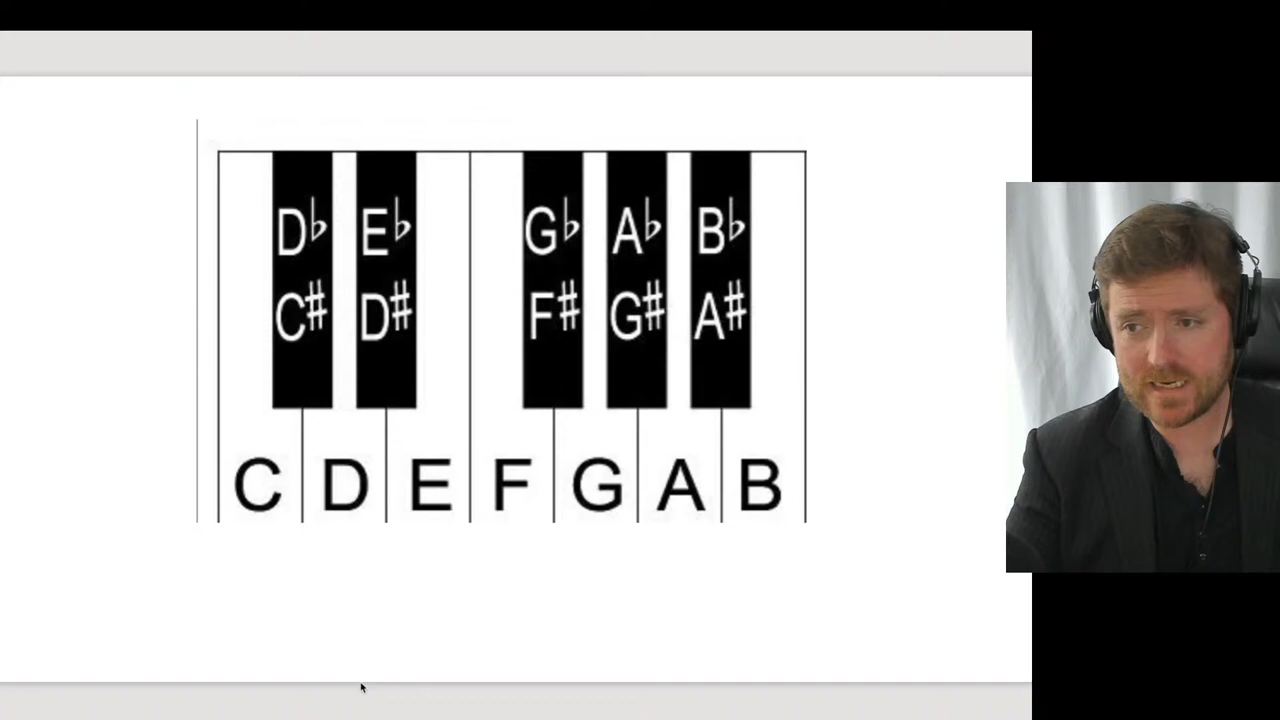 D♭ E♭ G♭ A♭ B♭
C# D# F# G# A#
C D E F G A B